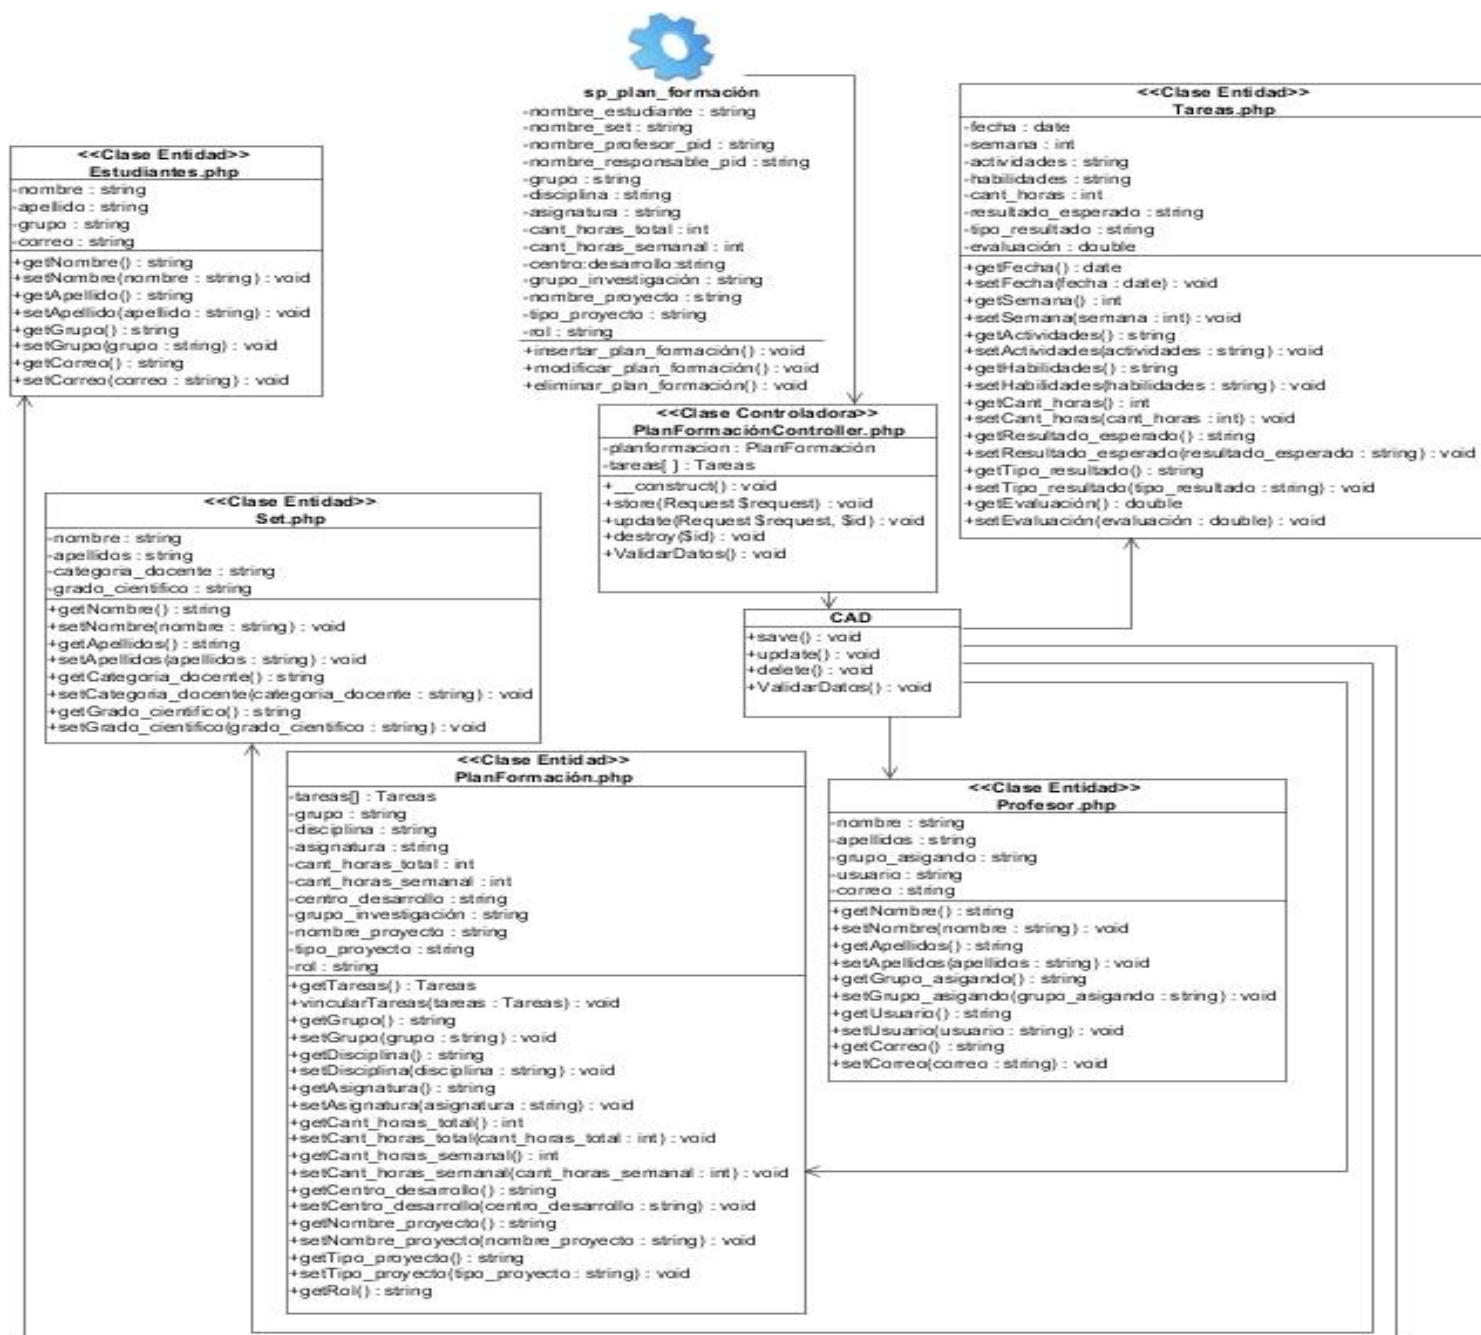 sp_plan_formación
-nombre_estudiante : string
-nombre_set : string
-nombre_profesor_pid : string
-nombre_responsable_pid : string
-grupo : string
-disciplina : string
-asignatura : string
-cant_horas_total : int
-cant_horas_semanal : int
-centro:desarrollo:string
-grupo_investigación : string
-nombre_proyecto : string
-tipo_proyecto : string
-rol : string
+insertar_plan_formación() : void
+modificar_plan_formación() : void
+eliminar_plan_formación() : void
<<Clase Entidad>>
Tareas.php
-fecha : date
-semana : int
-actividades : string
-habilidades : string
-cant_horas : int
-resultado_esperado : string
-tipo_resultado : string
-evaluación : double
+getFecha() : date
+setFecha(fecha : date) : void
+getSemana() : int
+setSemana(semana : int) : void
+getActividades() : string
+setActividades(actividades : string) : void
+getHabilidades() : string
+setHabilidades(habilidades : string) : void
+getCant_horas() : int
+setCant_horas(cant_horas : int) : void
+getResultado_esperado() : string
+setResultado_esperado(resultado_esperado : string) : void
+getTipo_resultado() : string
+setTipo_resultado(tipo_resultado : string) : void
+getEvaluación() : double
+setEvaluación(evaluación : double) : void
<<Clase Entidad>>
Estudiantes.php
-nombre : string
-apellido : string
-grupo : string
-correo : string
+getNombre() : string
+setNombre(nombre : string) : void
+getApellido() : string
+setApellido(apellido : string) : void
+getGrupo() : string
+setGrupo(grupo : string) : void
+getCorreo() : string
+setCorreo(correo : string) : void
<<Clase Controladora>>
PlanFormaciónController.php
-planformacion : PlanFormación
-tareas[ ] : Tareas
+__construct() : void
+store(Request $request) : void
+update(Request $request, $id) : void
+destroy($id) : void
+ValidarDatos() : void
<<Clase Entidad>>
Set.php
-nombre : string
-apellidos : string
-categoria_docente : string
-grado_cientifico : string
+getNombre() : string
+setNombre(nombre : string) : void
+getApellidos() : string
+setApellidos(apellidos : string) : void
+getCategoria_docente() : string
+setCategoria_docente(categoria_docente : string) : void
+getGrado_cientifico() : string
+setGrado_cientifico(grado_cientifico : string) : void
CAD
+save() : void
+update() : void
+delete() : void
+ValidarDatos() : void
<<Clase Entidad>>
PlanFormación.php
-tareas[] : Tareas
-grupo : string
-disciplina : string
-asignatura : string
-cant_horas_total : int
-cant_horas_semanal : int
-centro_desarrollo : string
-grupo_investigación : string
-nombre_proyecto : string
-tipo_proyecto : string
-rol : string
+getTareas() : Tareas
+vincularTareas(tareas : Tareas) : void
+getGrupo() : string
+setGrupo(grupo : string) : void
+getDisciplina() : string
+setDisciplina(disciplina : string) : void
+getAsignatura() : string
+setAsignatura(asignatura : string) : void
+getCant_horas_total() : int
+setCant_horas_total(cant_horas_total : int) : void
+getCant_horas_semanal() : int
+setCant_horas_semanal(cant_horas_semanal : int) : void
+getCentro_desarrollo() : string
+setCentro_desarrollo(centro_desarrollo : string) : void
+getNombre_proyecto() : string
+setNombre_proyecto(nombre_proyecto : string) : void
+getTipo_proyecto() : string
+setTipo_proyecto(tipo_proyecto : string) : void
+getRol() : string
<<Clase Entidad>>
Profesor.php
-nombre : string
-apellidos : string
-grupo_asigando : string
-usuario : string
-correo : string
+getNombre() : string
+setNombre(nombre : string) : void
+getApellidos() : string
+setApellidos(apellidos : string) : void
+getGrupo_asigando() : string
+setGrupo_asigando(grupo_asigando : string) : void
+getUsuario() : string
+setUsuario(usuario : string) : void
+getCorreo() : string
+setCorreo(correo : string) : void